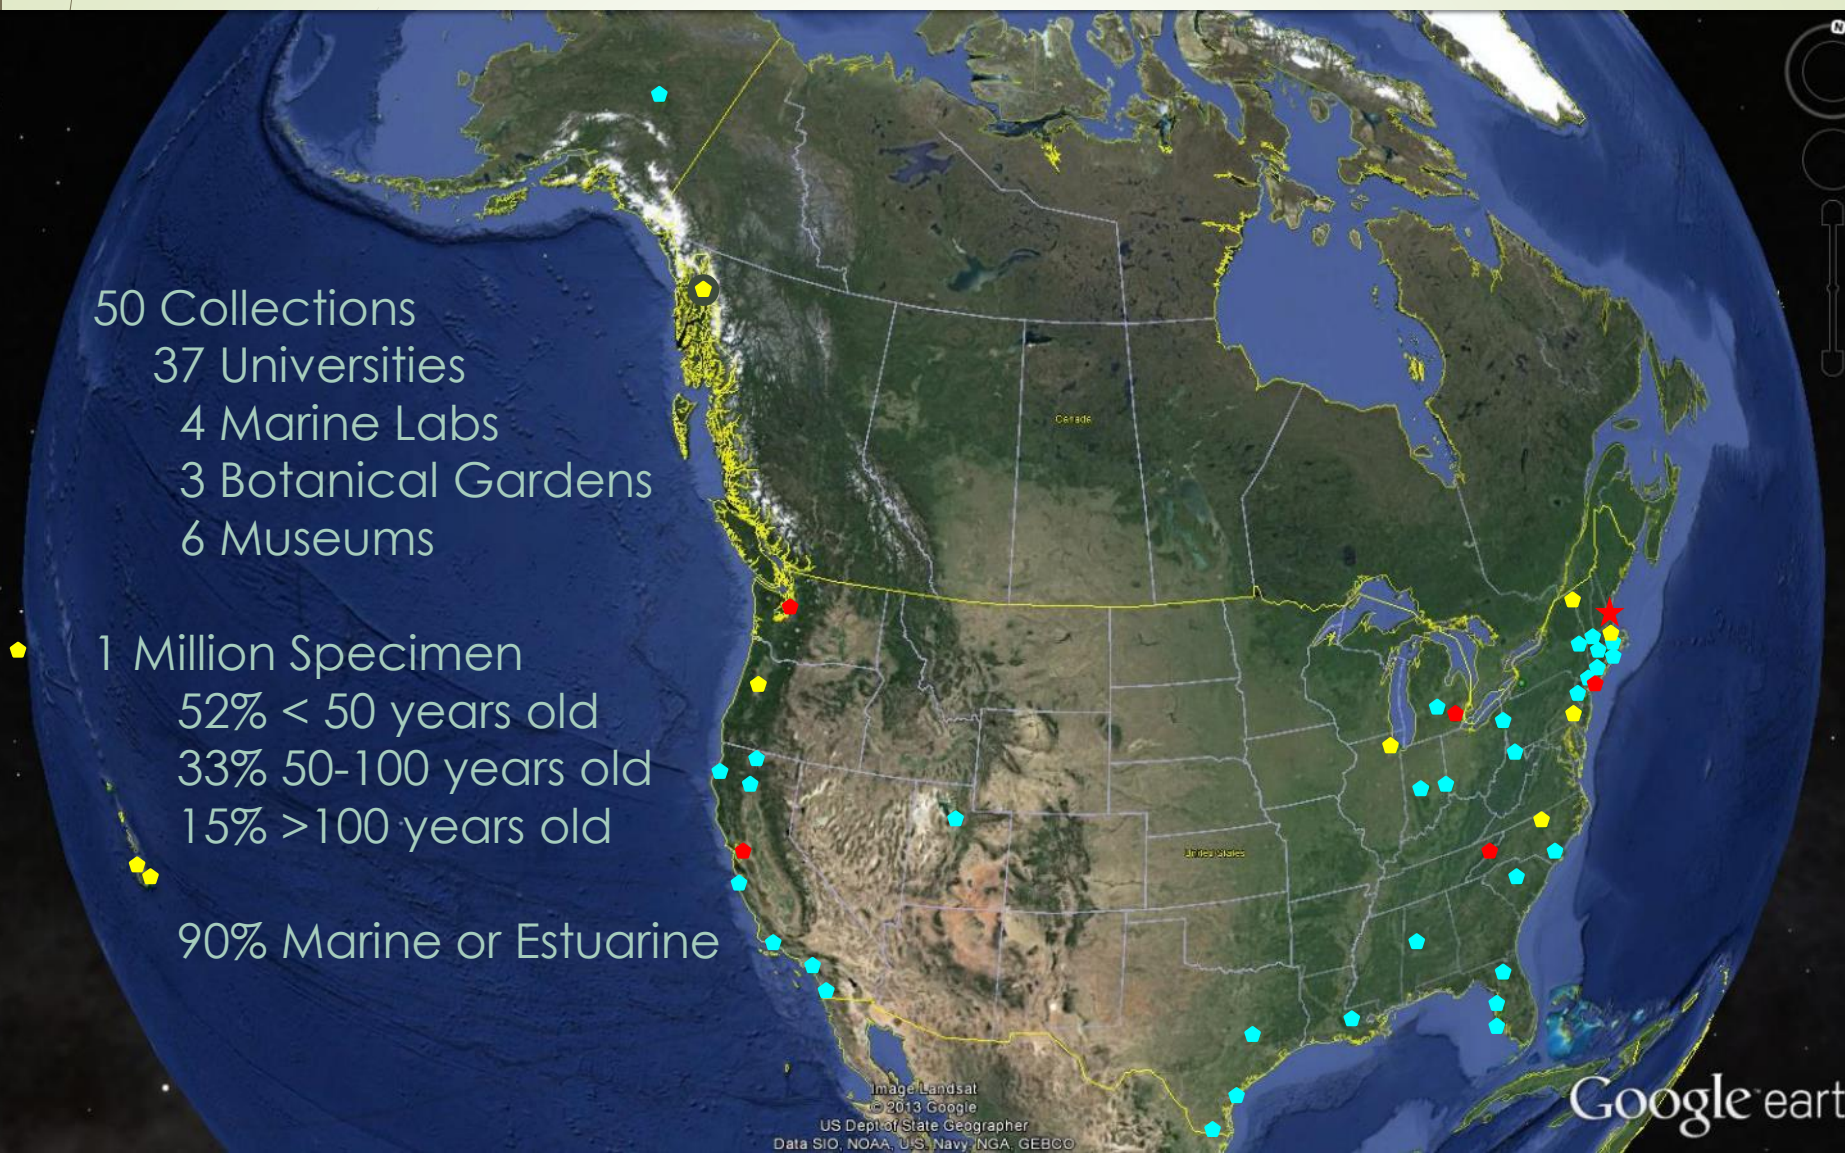 50 Collections
37 Universities
4 Marine Labs
3 Botanical Gardens
6 Museums
1 Million Specimen
52% < 50 years old
33% 50-100 years old
15% >100 years old
90% Marine or Estuarine
Canada
United States
Image Landsat
© 2013 Google
US Dept of State Geographer
Data SIO, NOAA, U.S. Navy, NGA, GEBCO
Google eart
N